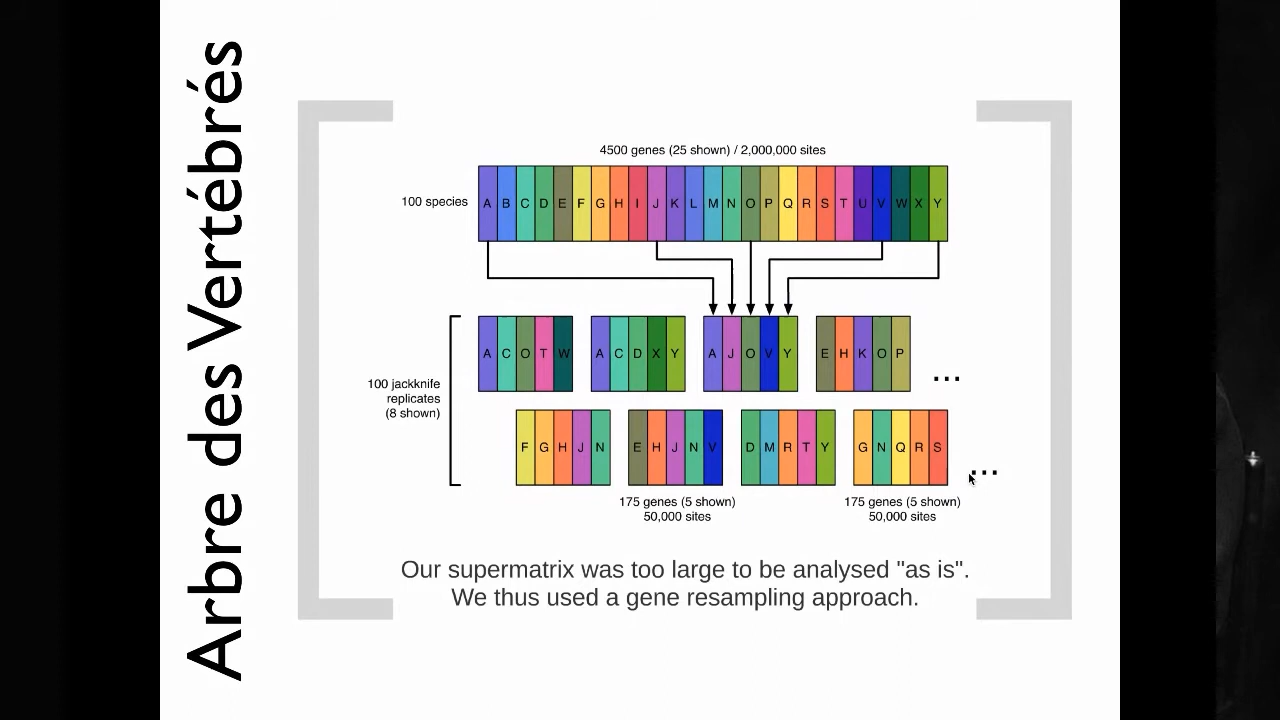 Arbre des Vertébrés
4500 genes (25 shown) / 2,000,000 sites
100 species
A B C D E F G H I J K L M N O P Q R S T U V W X Y
100 jackknife
replicates
(8 shown)
A C O T W
A C D X Y
A J O V Y
E H K O P
...
F G H J N
E H J N V
D M R T Y
G N Q R S
...
175 genes (5 shown)
50,000 sites
175 genes (5 shown)
50,000 sites
Our supermatrix was too large to be analysed "as is".
We thus used a gene resampling approach.